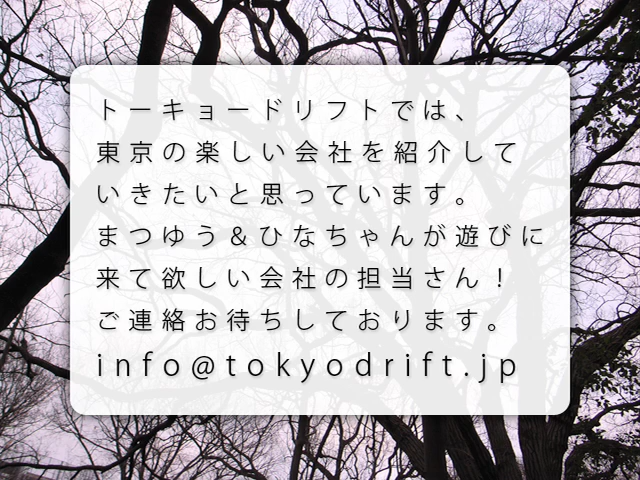 トーキョードリフトでは、
東京の楽しい会社を紹介して
いきたいと思っています。
まつゆう＆ひなちゃんが遊びに
来て欲しい会社の担当さん！
ご連絡お待ちしております。
info@tokyodrift.jp